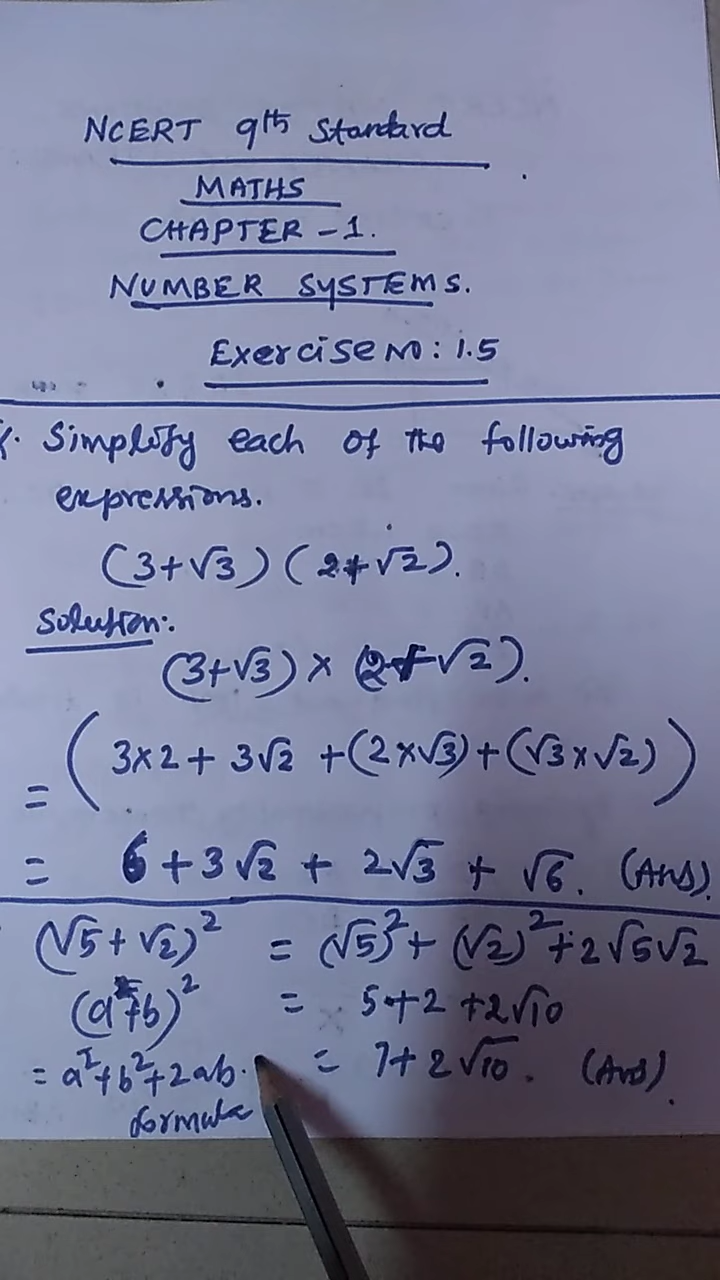 NCERT 9th Standard
MATHS
CHAPTER - 1.
NUMBER SYSTEMS.
Exercise NO: 1.5
Simplify each of the following
expressions.
(3+√3) (2+√2).
Solution:
(3+√3) × (2+√2).
= (3×2 + 3√2 + (2×√3) + (√3×√2))
= 6 + 3√2 + 2√3 + √6. (Ans).
(√5 + √2)² = (√5)² + (√2)² + 2√5√2
(a+b)² = 5+2 + 2√10
= a²+b²+2ab. = 7+ 2√10. (Ans).
formula